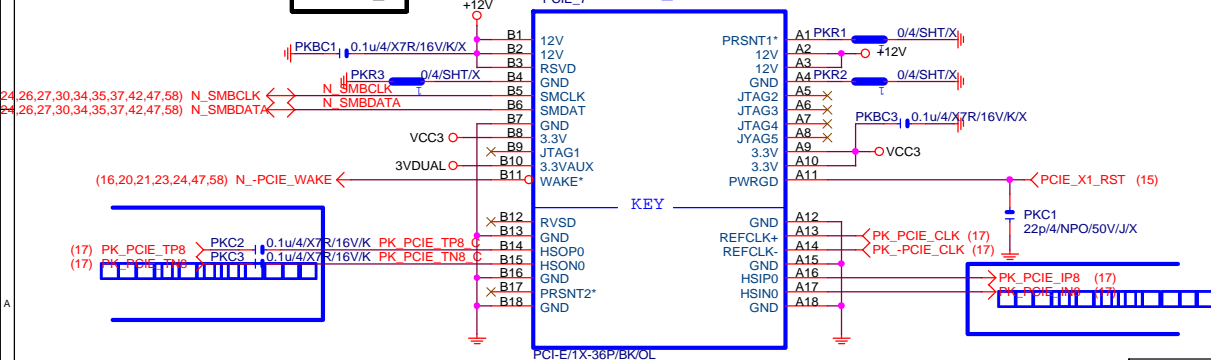 +12V
PCIE_7
B1 12V PRSNT1* A1 PKR1 0/4/SHT/X
PKBC1 0.1u/4/X7R/16V/K/X B2 12V 12V A2 +12V
B3 RSVD 12V A3
PKR3 0/4/SHT/X B4 GND GND A4 PKR2 0/4/SHT/X
24,26,27,30,34,35,37,42,47,58) N_SMBCLK N_SMBCLK B5 SMCLK JTAG2 A5
24,26,27,30,34,35,37,42,47,58) N_SMBDATA N_SMBDATA B6 SMDAT JTAG3 A6
B7 GND JTAG4 A7 PKBC3 0.1u/4/X7R/16V/K/X
VCC3 B8 3.3V JYAG5 A8
B9 JTAG1 3.3V A9 VCC3
3VDUAL B10 3.3VAUX 3.3V A10
(16,20,21,23,24,47,58) N_-PCIE_WAKE B11 WAKE* PWRGD A11 PCIE_X1_RST (15)
KEY
PKC1
22p/4/NPO/50V/J/X
B12 RVSD GND A12
B13 GND REFCLK+ A13 PK_PCIE_CLK (17)
(17) PK_PCIE_TP8 PKC2 0.1u/4/X7R/16V/K PK_PCIE_TP8_C B14 HSOP0 REFCLK- A14 PK_-PCIE_CLK (17)
(17) PK_PCIE_TN8 PKC3 0.1u/4/X7R/16V/K PK_PCIE_TN8_C B15 HSON0 GND A15
B16 GND HSIP0 A16 PK_PCIE_IP8 (17)
B17 PRSNT2* HSIN0 A17 PK_PCIE_IN8 (17)
B18 GND GND A18
A
PCI-E/1X-36P/BK/OL